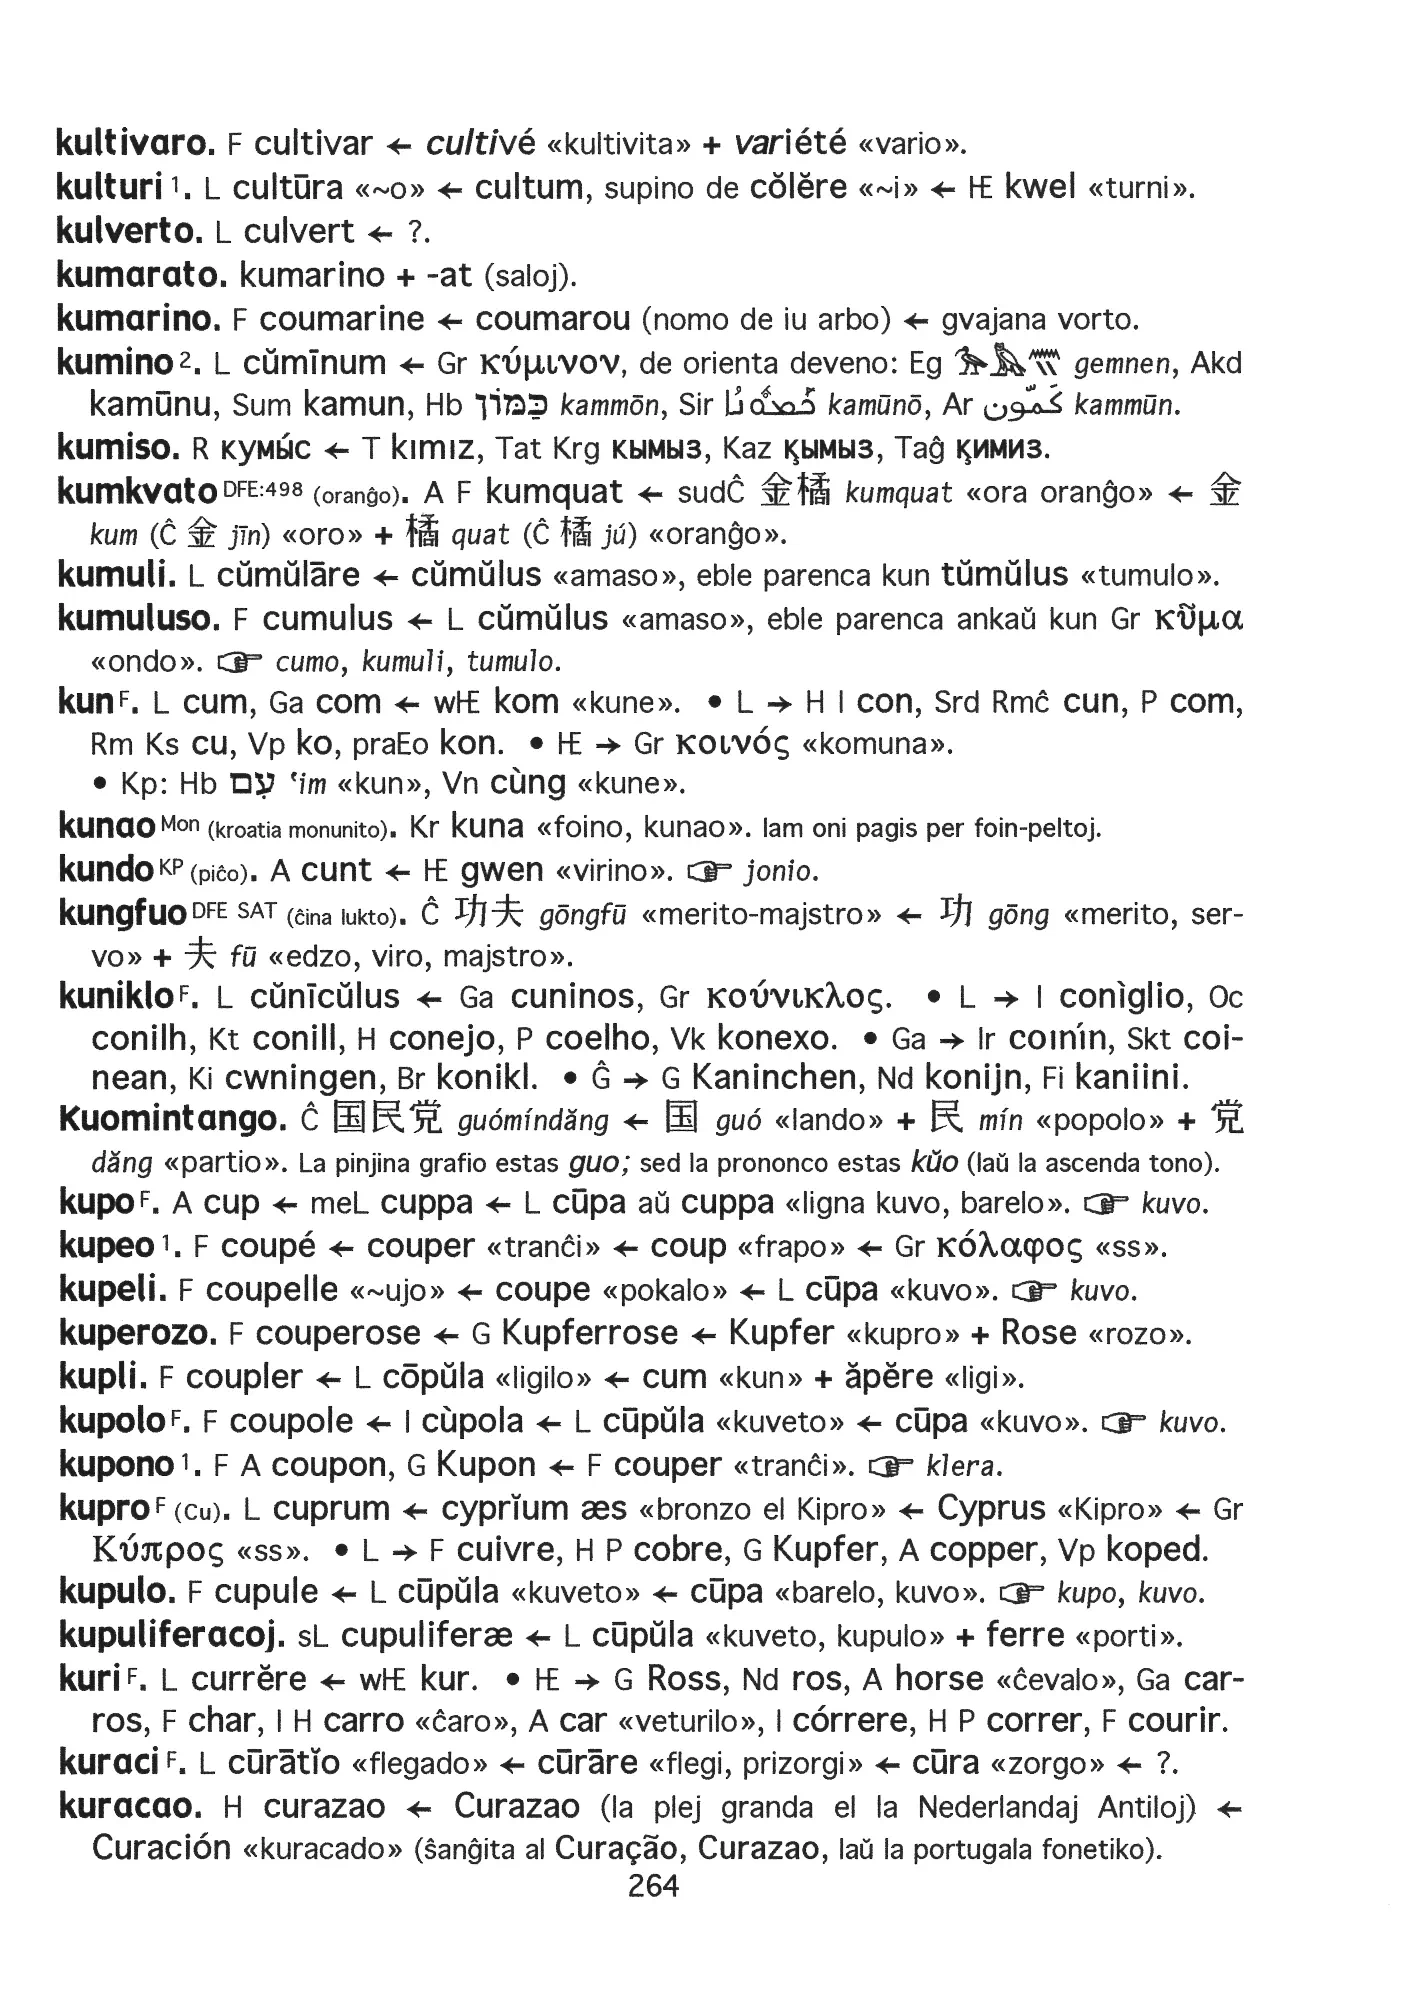 kultivaro. F cultivar ← cultivé «kultivita» + variété «vario».
kulturi 1. L cultūra «~o» ← cultum, supino de cŏlĕre «~i» ← IE kwel «turni».
kulverto. L culvert ← ?.
kumarato. kumarino + -at (saloj).
kumarino. F coumarine ← coumarou (nomo de iu arbo) ← gvajana vorto.
kumino 2. L cŭmīnum ← Gr κύμινον, de orienta deveno: Eg gemnen, Akd
kamūnu, Sum kamun, Hb כַּמּוֹן kammōn, Sir kamūnō, Ar كَمّون kammūn.
kumiso. R кумы́с ← T kımız, Tat Krg кымыз, Kaz қымыз, Taĝ қимиз.
kumkvato DFE:498 (oranĝo). A F kumquat ← sudĈ 金橘 kumquat «ora oranĝo» ← 金
kum (Ĉ 金 jīn) «oro» + 橘 quat (Ĉ 橘 jú) «oranĝo».
kumuli. L cŭmŭlāre ← cŭmŭlus «amaso», eble parenca kun tŭmŭlus «tumulo».
kumuluso. F cumulus ← L cŭmŭlus «amaso», eble parenca ankaŭ kun Gr κῦμα
«ondo». ☞ cumo, kumuli, tumulo.
kun F. L cum, Ga com ← wIE kom «kune». • L → H I con, Srd Rmĉ cun, P com,
Rm Ks cu, Vp ko, praEo kon. • IE → Gr κοινός «komuna».
• Kp: Hb עִם ‘im «kun», Vn cùng «kune».
kunao Mon (kroatia monunito). Kr kuna «foino, kunao». Iam oni pagis per foin-peltoj.
kundo KP (piĉo). A cunt ← IE gwen «virino». ☞ jonio.
kungfuo DFE SAT (ĉina lukto). Ĉ 功夫 gōngfū «merito-majstro» ← 功 gōng «merito, ser-
vo» + 夫 fū «edzo, viro, majstro».
kuniklo F. L cŭnīcŭlus ← Ga cuninos, Gr κούνικλος. • L → I conìglio, Oc
conilh, Kt conill, H conejo, P coelho, Vk konexo. • Ga → Ir coınín, Skt coi-
nean, Ki cwningen, Br konikl. • Ĝ → G Kaninchen, Nd konijn, Fi kaniini.
Kuomintango. Ĉ 国民党 guómíndǎng ← 国 guó «lando» + 民 mín «popolo» + 党
dǎng «partio». La pinjina grafio estas guo; sed la prononco estas kŭo (laŭ la ascenda tono).
kupo F. A cup ← meL cuppa ← L cūpa aŭ cuppa «ligna kuvo, barelo». ☞ kuvo.
kupeo 1. F coupé ← couper «tranĉi» ← coup «frapo» ← Gr κόλαφος «ss».
kupeli. F coupelle «~ujo» ← coupe «pokalo» ← L cūpa «kuvo». ☞ kuvo.
kuperozo. F couperose ← G Kupferrose ← Kupfer «kupro» + Rose «rozo».
kupli. F coupler ← L cōpŭla «ligilo» ← cum «kun» + ăpĕre «ligi».
kupolo F. F coupole ← I cùpola ← L cūpŭla «kuveto» ← cūpa «kuvo». ☞ kuvo.
kupono 1. F A coupon, G Kupon ← F couper «tranĉi». ☞ klera.
kupro F (Cu). L cuprum ← cyprĭum æs «bronzo el Kipro» ← Cyprus «Kipro» ← Gr
Κύπρος «ss». • L → F cuivre, H P cobre, G Kupfer, A copper, Vp koped.
kupulo. F cupule ← L cūpŭla «kuveto» ← cūpa «barelo, kuvo». ☞ kupo, kuvo.
kupuliferacoj. sL cupuliferæ ← L cūpŭla «kuveto, kupulo» + ferre «porti».
kuri F. L currĕre ← wIE kur. • IE → G Ross, Nd ros, A horse «ĉevalo», Ga car-
ros, F char, I H carro «ĉaro», A car «veturilo», I córrere, H P correr, F courir.
kuraci F. L cūrātĭo «flegado» ← cūrāre «flegi, prizorgi» ← cūra «zorgo» ← ?.
kuracao. H curazao ← Curazao (la plej granda el la Nederlandaj Antiloj) ←
Curación «kuracado» (ŝanĝita al Curação, Curazao, laŭ la portugala fonetiko).
264